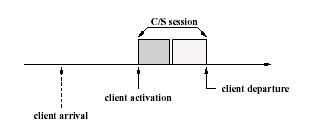 C/S session
client activation
client departure
client arrival